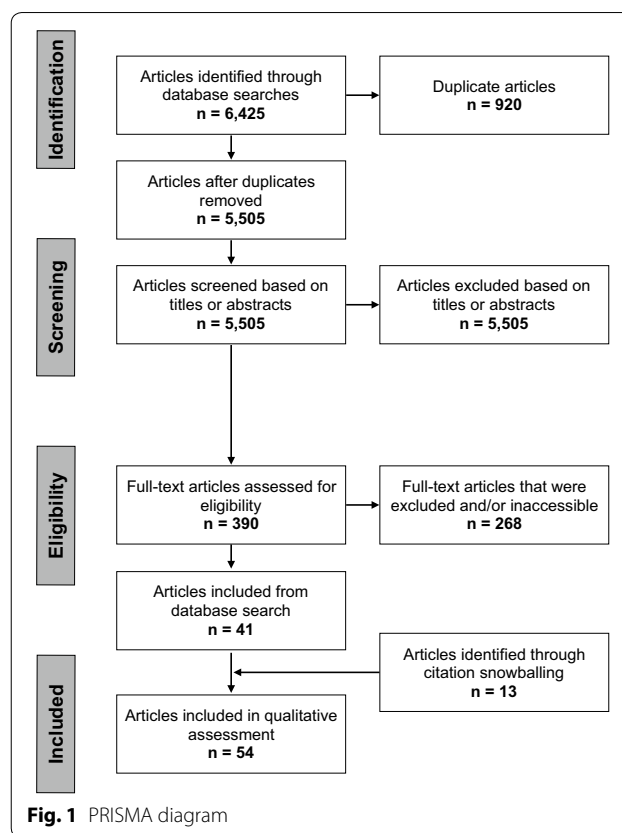 Identification
Articles identified through
database searches
n = 6,425
Duplicate articles
n = 920
Articles after duplicates
removed
n = 5,505
Screening
Articles screened based on
titles or abstracts
n = 5,505
Articles excluded based on
titles or abstracts
n = 5,505
Eligibility
Full-text articles assessed for
eligibility
n = 390
Full-text articles that were
excluded and/or inaccessible
n = 268
Articles included from
database search
n = 41
Included
Articles identified through
citation snowballing
n = 13
Articles included in qualitative
assessment
n = 54
Fig. 1 PRISMA diagram